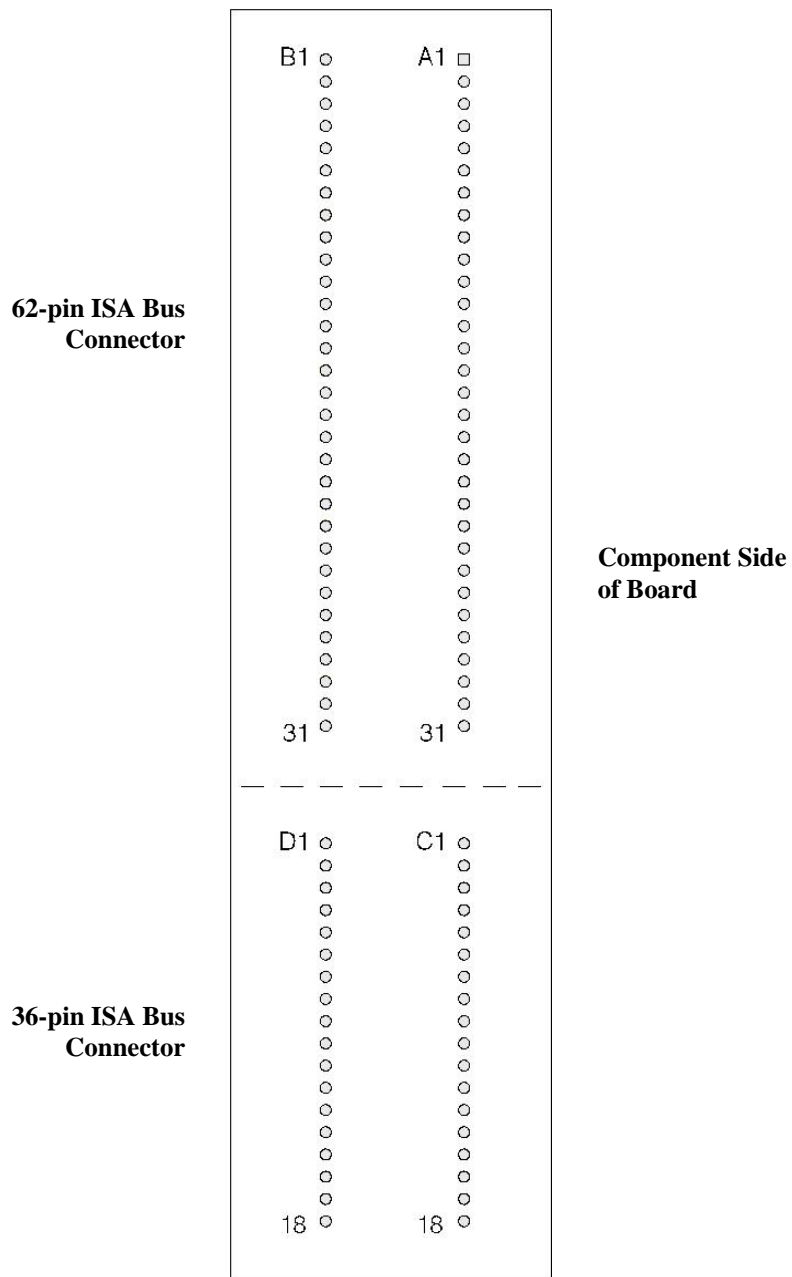 B1 A1
62-pin ISA Bus
Connector
Component Side
of Board
31 31
D1 C1
36-pin ISA Bus
Connector
18 18